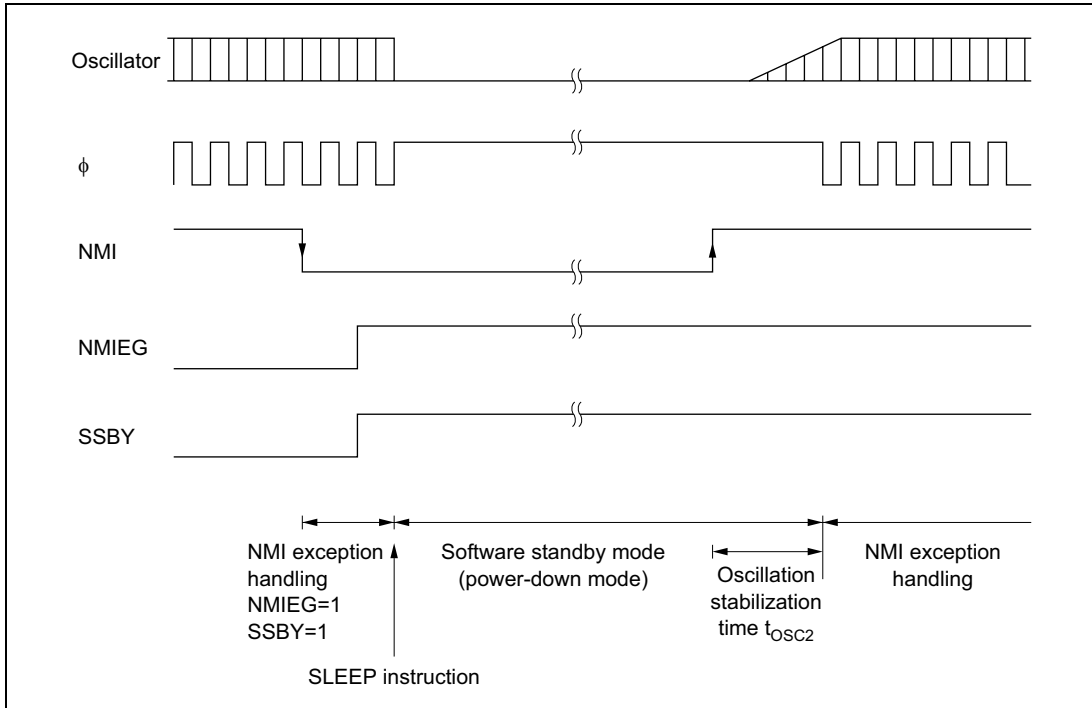 Oscillator
φ
NMI
NMIEG
SSBY
NMI exception
handling
NMIEG=1
SSBY=1
Software standby mode
(power-down mode)
Oscillation
stabilization
time tOSC2
NMI exception
handling
SLEEP instruction